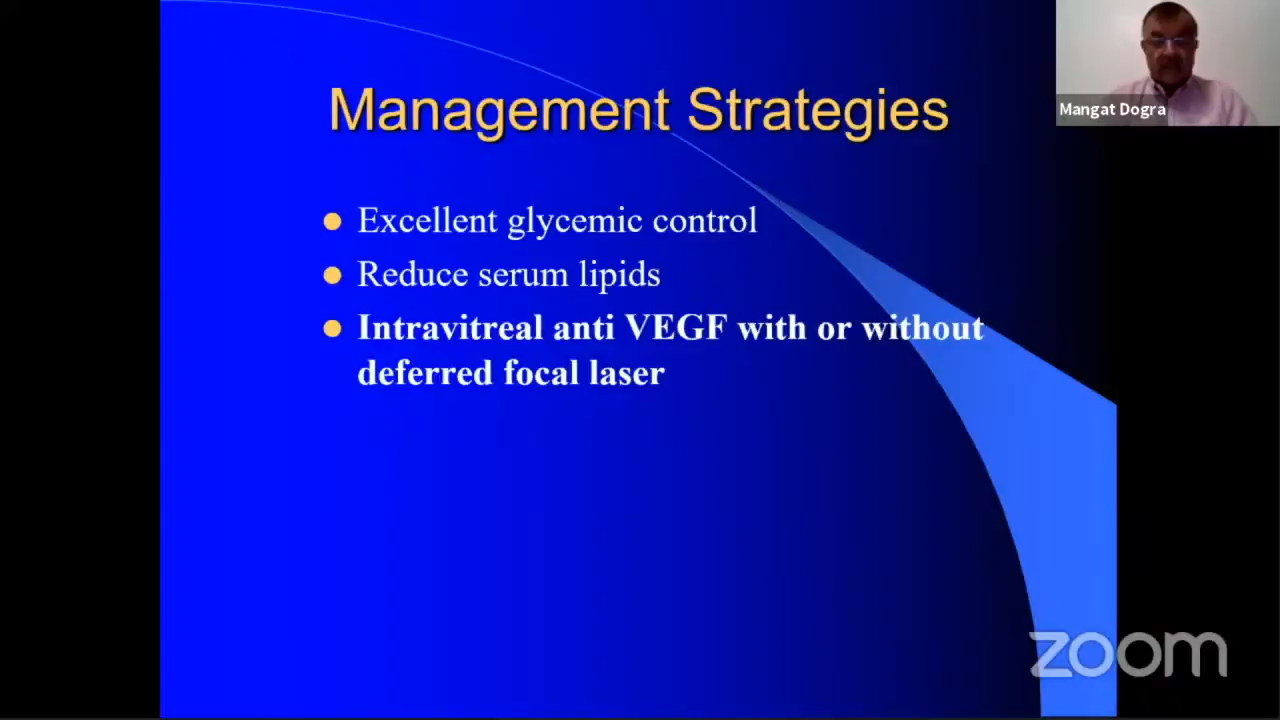 Management Strategies
Mangat Dogra
Excellent glycemic control
Reduce serum lipids
Intravitreal anti VEGF with or without
deferred focal laser
zoom